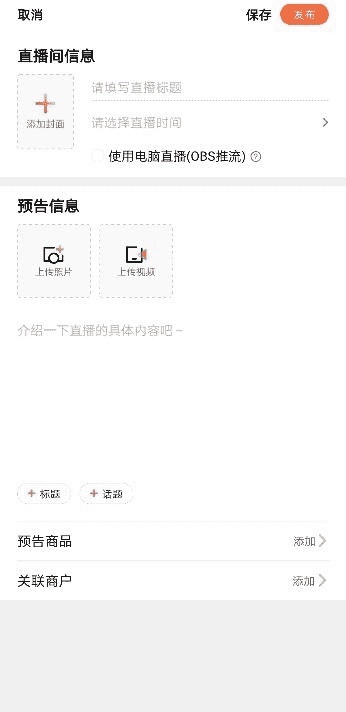 取消 保存 发布
直播间信息
请填写直播标题
添加封面
请选择直播时间
使用电脑直播(OBS推流)
预告信息
上传照片 上传视频
介绍一下直播的具体内容吧～
标题 话题
预告商品 添加
关联商户 添加